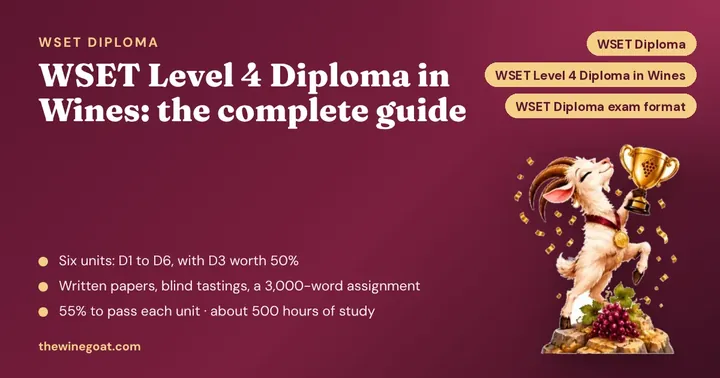 WSET DIPLOMA
WSET Level 4 Diploma in
Wines: the complete guide
WSET Diploma
WSET Level 4 Diploma in Wines
WSET Diploma exam format
Six units: D1 to D6, with D3 worth 50%
Written papers, blind tastings, a 3,000-word assignment
55% to pass each unit · about 500 hours of study
thewinegoat.com